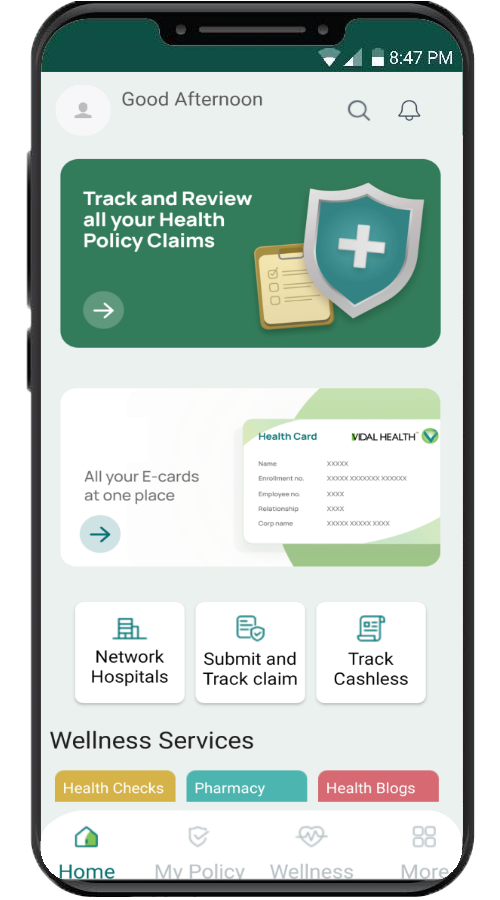 8:47 PM
Good Afternoon
Track and Review
all your Health
Policy Claims
All your E-cards
at one place
Health Card
VIDAL HEALTH
Name XXXXX
Enrollment no. XXXXX XXXXXXX XXXXXX
Employee no. XXXX
Relationship XXXX
Corp name XXXXX XXXXX XXXX
Network
Hospitals
Submit and
Track claim
Track
Cashless
Wellness Services
Health Checks
Pharmacy
Health Blogs
Home
My Policy
Wellness
More